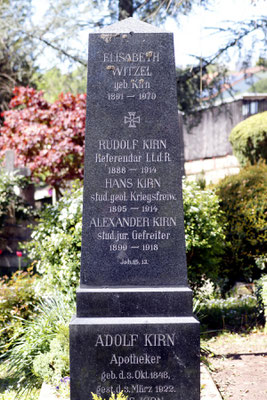 ELISABETH
WITZEL
geb. Kirn
1891 – 1970
RUDOLF KIRN
Referendar Lt.d.R.
1888 – 1914
HANS KIRN
stud. geol. Kriegsfreiw.
1895 – 1914
ALEXANDER KIRN
stud. jur. Gefreiter
1899 – 1918
Joh. 15. 13.
ADOLF KIRN
Apotheker
geb. d. 3. Okt. 1848,
gest. d. 3. März 1922.
KIRN